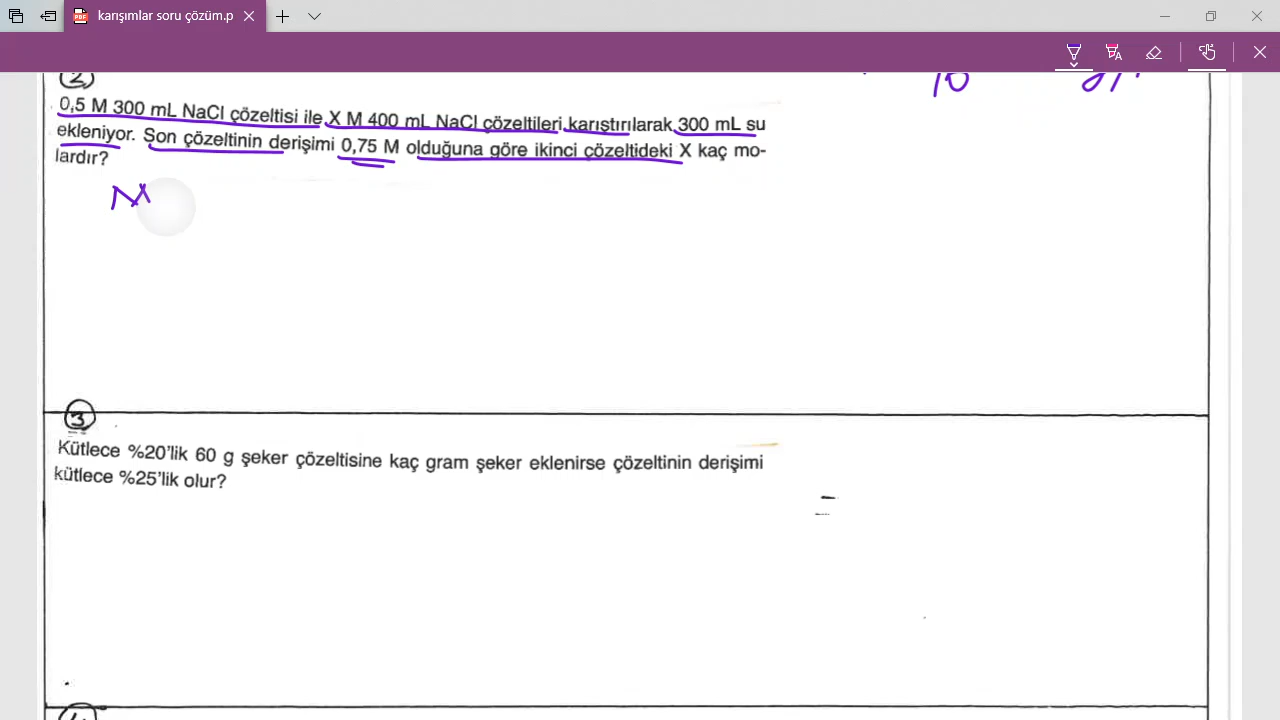 karışımlar soru çözüm.p
PDF
2
0,5 M 300 mL NaCl çözeltisi ile X M 400 mL NaCl çözeltileri karıştırılarak 300 mL su
ekleniyor. Son çözeltinin derişimi 0,75 M olduğuna göre ikinci çözeltideki X kaç mo-
lardır?
M
3
Kütlece %20'lik 60 g şeker çözeltisine kaç gram şeker eklenirse çözeltinin derişimi
kütlece %25'lik olur?